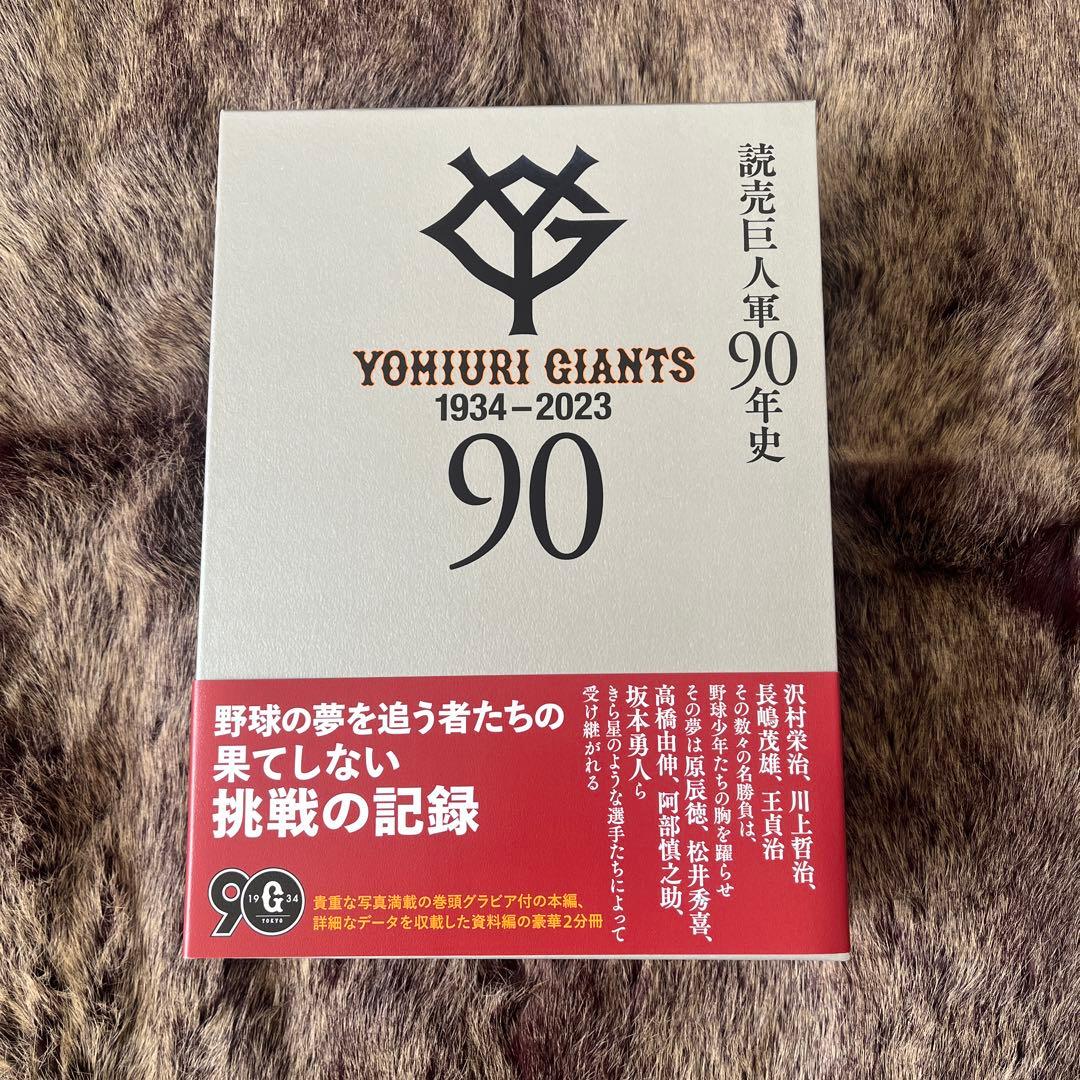 YG
YOMIURI GIANTS
1934–2023
90
読売巨人軍90年史
沢村栄治、川上哲治、
長嶋茂雄、王貞治
その数々の名勝負は、
野球少年たちの胸を躍らせ
その夢は原辰徳、松井秀喜、
高橋由伸、阿部慎之助、
坂本勇人ら
きら星のような選手たちによって
受け継がれる
野球の夢を追う者たちの
果てしない
挑戦の記録
90
19 G 34
TOKYO
貴重な写真満載の巻頭グラビア付の本編、
詳細なデータを収載した資料編の豪華2分冊